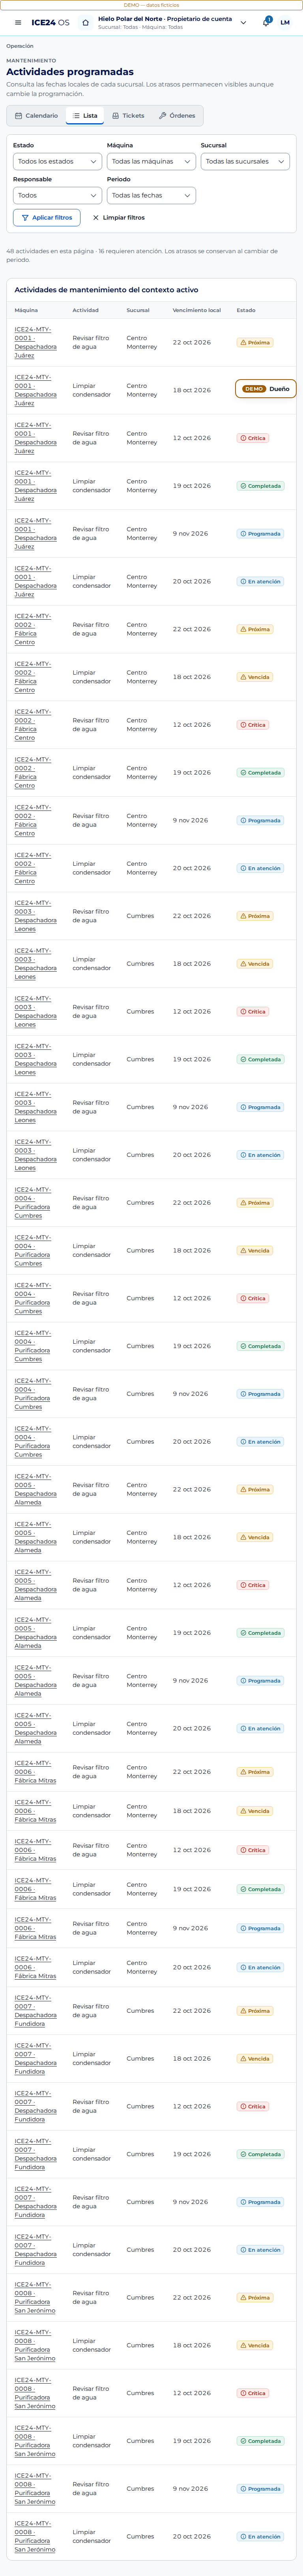 DEMO — datos ficticios
ICE24 OS
Hielo Polar del Norte · Propietario de cuenta
Sucursal: Todas · Máquina: Todas
1
LM
Operación
MANTENIMIENTO
Actividades programadas
Consulta las fechas locales de cada sucursal. Los atrasos permanecen visibles aunque
cambie la programación.
Calendario
Lista
Tickets
Órdenes
Estado
Máquina
Sucursal
Todos los estados
Todas las máquinas
Todas las sucursales
Responsable
Periodo
Todos
Todas las fechas
Aplicar filtros
Limpiar filtros
48 actividades en esta página · 16 requieren atención. Los atrasos se conservan al cambiar de
periodo.
Actividades de mantenimiento del contexto activo
Máquina Actividad Sucursal Vencimiento local Estado
ICE24-MTY-0001 · Despachadora Juárez Revisar filtro de agua Centro Monterrey 22 oct 2026 Próxima
ICE24-MTY-0001 · Despachadora Juárez Limpiar condensador Centro Monterrey 18 oct 2026
DEMO Dueño
ICE24-MTY-0001 · Despachadora Juárez Revisar filtro de agua Centro Monterrey 12 oct 2026 Crítica
ICE24-MTY-0001 · Despachadora Juárez Limpiar condensador Centro Monterrey 19 oct 2026 Completada
ICE24-MTY-0001 · Despachadora Juárez Revisar filtro de agua Centro Monterrey 9 nov 2026 Programada
ICE24-MTY-0001 · Despachadora Juárez Limpiar condensador Centro Monterrey 20 oct 2026 En atención
ICE24-MTY-0002 · Fábrica Centro Revisar filtro de agua Centro Monterrey 22 oct 2026 Próxima
ICE24-MTY-0002 · Fábrica Centro Limpiar condensador Centro Monterrey 18 oct 2026 Vencida
ICE24-MTY-0002 · Fábrica Centro Revisar filtro de agua Centro Monterrey 12 oct 2026 Crítica
ICE24-MTY-0002 · Fábrica Centro Limpiar condensador Centro Monterrey 19 oct 2026 Completada
ICE24-MTY-0002 · Fábrica Centro Revisar filtro de agua Centro Monterrey 9 nov 2026 Programada
ICE24-MTY-0002 · Fábrica Centro Limpiar condensador Centro Monterrey 20 oct 2026 En atención
ICE24-MTY-0003 · Despachadora Leones Revisar filtro de agua Cumbres 22 oct 2026 Próxima
ICE24-MTY-0003 · Despachadora Leones Limpiar condensador Cumbres 18 oct 2026 Vencida
ICE24-MTY-0003 · Despachadora Leones Revisar filtro de agua Cumbres 12 oct 2026 Crítica
ICE24-MTY-0003 · Despachadora Leones Limpiar condensador Cumbres 19 oct 2026 Completada
ICE24-MTY-0003 · Despachadora Leones Revisar filtro de agua Cumbres 9 nov 2026 Programada
ICE24-MTY-0003 · Despachadora Leones Limpiar condensador Cumbres 20 oct 2026 En atención
ICE24-MTY-0004 · Purificadora Cumbres Revisar filtro de agua Cumbres 22 oct 2026 Próxima
ICE24-MTY-0004 · Purificadora Cumbres Limpiar condensador Cumbres 18 oct 2026 Vencida
ICE24-MTY-0004 · Purificadora Cumbres Revisar filtro de agua Cumbres 12 oct 2026 Crítica
ICE24-MTY-0004 · Purificadora Cumbres Limpiar condensador Cumbres 19 oct 2026 Completada
ICE24-MTY-0004 · Purificadora Cumbres Revisar filtro de agua Cumbres 9 nov 2026 Programada
ICE24-MTY-0004 · Purificadora Cumbres Limpiar condensador Cumbres 20 oct 2026 En atención
ICE24-MTY-0005 · Despachadora Alameda Revisar filtro de agua Centro Monterrey 22 oct 2026 Próxima
ICE24-MTY-0005 · Despachadora Alameda Limpiar condensador Centro Monterrey 18 oct 2026 Vencida
ICE24-MTY-0005 · Despachadora Alameda Revisar filtro de agua Centro Monterrey 12 oct 2026 Crítica
ICE24-MTY-0005 · Despachadora Alameda Limpiar condensador Centro Monterrey 19 oct 2026 Completada
ICE24-MTY-0005 · Despachadora Alameda Revisar filtro de agua Centro Monterrey 9 nov 2026 Programada
ICE24-MTY-0005 · Despachadora Alameda Limpiar condensador Centro Monterrey 20 oct 2026 En atención
ICE24-MTY-0006 · Fábrica Mitras Revisar filtro de agua Centro Monterrey 22 oct 2026 Próxima
ICE24-MTY-0006 · Fábrica Mitras Limpiar condensador Centro Monterrey 18 oct 2026 Vencida
ICE24-MTY-0006 · Fábrica Mitras Revisar filtro de agua Centro Monterrey 12 oct 2026 Crítica
ICE24-MTY-0006 · Fábrica Mitras Limpiar condensador Centro Monterrey 19 oct 2026 Completada
ICE24-MTY-0006 · Fábrica Mitras Revisar filtro de agua Centro Monterrey 9 nov 2026 Programada
ICE24-MTY-0006 · Fábrica Mitras Limpiar condensador Centro Monterrey 20 oct 2026 En atención
ICE24-MTY-0007 · Despachadora Fundidora Revisar filtro de agua Cumbres 22 oct 2026 Próxima
ICE24-MTY-0007 · Despachadora Fundidora Limpiar condensador Cumbres 18 oct 2026 Vencida
ICE24-MTY-0007 · Despachadora Fundidora Revisar filtro de agua Cumbres 12 oct 2026 Crítica
ICE24-MTY-0007 · Despachadora Fundidora Limpiar condensador Cumbres 19 oct 2026 Completada
ICE24-MTY-0007 · Despachadora Fundidora Revisar filtro de agua Cumbres 9 nov 2026 Programada
ICE24-MTY-0007 · Despachadora Fundidora Limpiar condensador Cumbres 20 oct 2026 En atención
ICE24-MTY-0008 · Purificadora San Jerónimo Revisar filtro de agua Cumbres 22 oct 2026 Próxima
ICE24-MTY-0008 · Purificadora San Jerónimo Limpiar condensador Cumbres 18 oct 2026 Vencida
ICE24-MTY-0008 · Purificadora San Jerónimo Revisar filtro de agua Cumbres 12 oct 2026 Crítica
ICE24-MTY-0008 · Purificadora San Jerónimo Limpiar condensador Cumbres 19 oct 2026 Completada
ICE24-MTY-0008 · Purificadora San Jerónimo Revisar filtro de agua Cumbres 9 nov 2026 Programada
ICE24-MTY-0008 · Purificadora San Jerónimo Limpiar condensador Cumbres 20 oct 2026 En atención